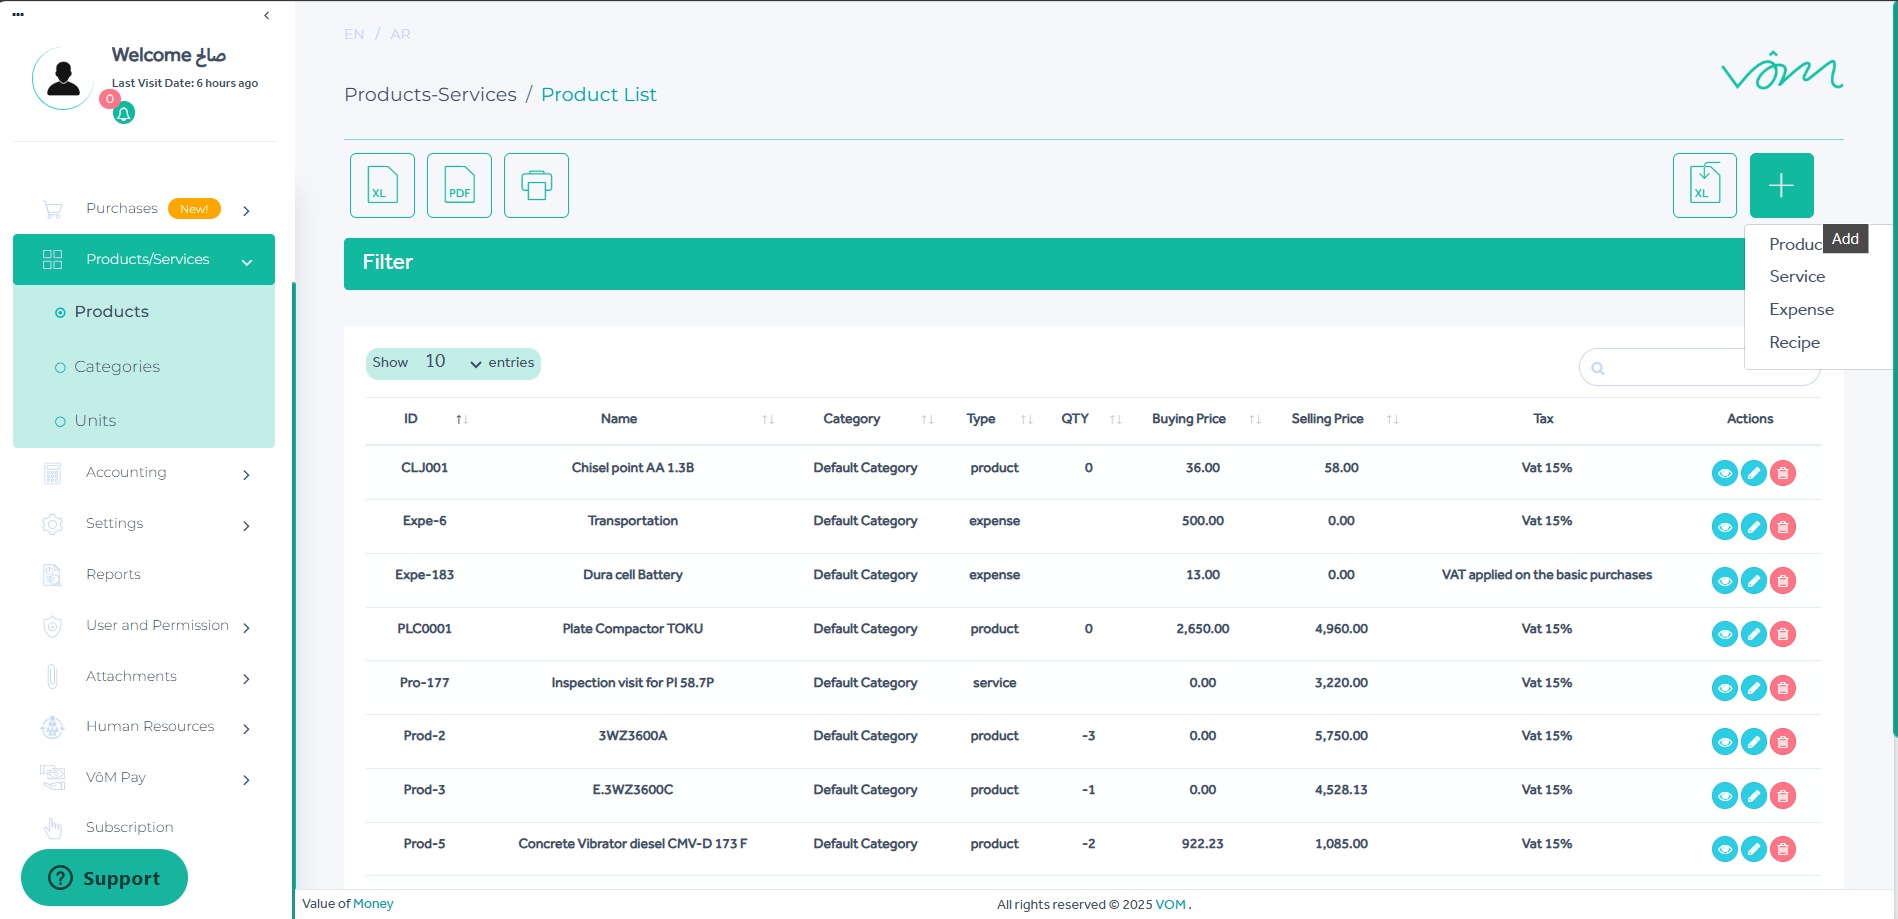 Welcome صالح
Last Visit Date: 6 hours ago
0
Purchases New!
Products/Services
Products
Categories
Units
Accounting
Settings
Reports
User and Permission
Attachments
Human Resources
VôM Pay
Subscription
? Support
EN / AR
vôm
Products-Services / Product List
XL PDF XL
Add
Produc
Service
Expense
Recipe
Filter
Show 10 entries
ID Name Category Type QTY Buying Price Selling Price Tax Actions
CLJ001 Chisel point AA 1.3B Default Category product 0 36.00 58.00 Vat 15%
Expe-6 Transportation Default Category expense 500.00 0.00 Vat 15%
Expe-183 Dura cell Battery Default Category expense 13.00 0.00 VAT applied on the basic purchases
PLC0001 Plate Compactor TOKU Default Category product 0 2,650.00 4,960.00 Vat 15%
Pro-177 Inspection visit for PI 58.7P Default Category service 0.00 3,220.00 Vat 15%
Prod-2 3WZ3600A Default Category product -3 0.00 5,750.00 Vat 15%
Prod-3 E.3WZ3600C Default Category product -1 0.00 4,528.13 Vat 15%
Prod-5 Concrete Vibrator diesel CMV-D 173 F Default Category product -2 922.23 1,085.00 Vat 15%
Value of Money
All rights reserved © 2025 VOM .